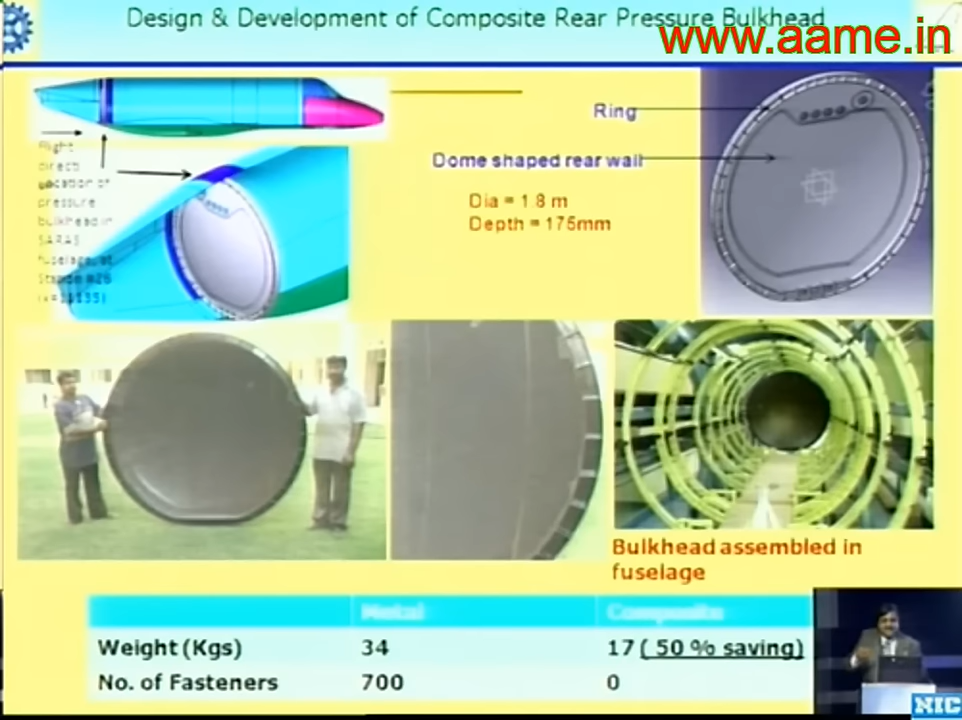 Design & Development of Composite Rear Pressure Bulkhead
www.aame.in
Ring
Dome shaped rear wall
Dia = 1.8 m
Depth = 175mm
Flight
location of
pressure
bulkhead in
SARAS
fuselage, at
Bulkhead assembled in
fuselage
Metal
Composite
Weight (Kgs) 34 17 ( 50 % saving)
No. of Fasteners 700 0
NIC